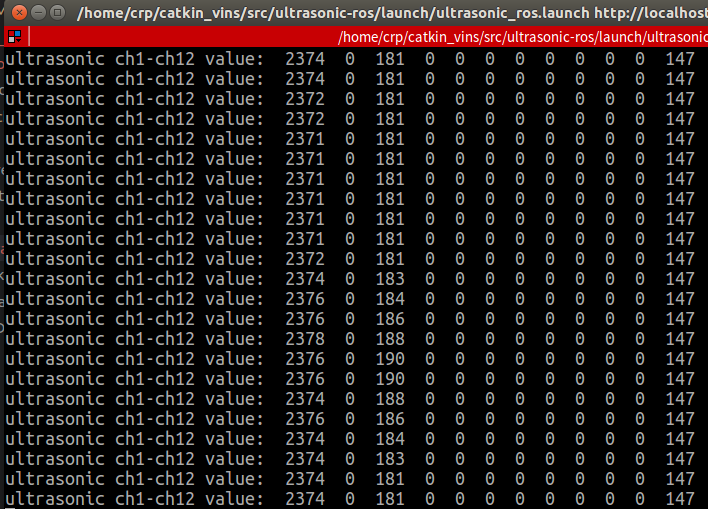 /home/crp/catkin_vins/src/ultrasonic-ros/launch/ultrasonic_ros.launch http://localhost
/home/crp/catkin_vins/src/ultrasonic-ros/launch/ultrasonic
ultrasonic ch1-ch12 value:  2374  0  181  0  0  0  0  0  0  0  0  147
ultrasonic ch1-ch12 value:  2374  0  181  0  0  0  0  0  0  0  0  147
ultrasonic ch1-ch12 value:  2372  0  181  0  0  0  0  0  0  0  0  147
ultrasonic ch1-ch12 value:  2372  0  181  0  0  0  0  0  0  0  0  147
ultrasonic ch1-ch12 value:  2371  0  181  0  0  0  0  0  0  0  0  147
ultrasonic ch1-ch12 value:  2371  0  181  0  0  0  0  0  0  0  0  147
ultrasonic ch1-ch12 value:  2371  0  181  0  0  0  0  0  0  0  0  147
ultrasonic ch1-ch12 value:  2371  0  181  0  0  0  0  0  0  0  0  147
ultrasonic ch1-ch12 value:  2371  0  181  0  0  0  0  0  0  0  0  147
ultrasonic ch1-ch12 value:  2371  0  181  0  0  0  0  0  0  0  0  147
ultrasonic ch1-ch12 value:  2372  0  181  0  0  0  0  0  0  0  0  147
ultrasonic ch1-ch12 value:  2374  0  183  0  0  0  0  0  0  0  0  147
ultrasonic ch1-ch12 value:  2376  0  184  0  0  0  0  0  0  0  0  147
ultrasonic ch1-ch12 value:  2376  0  186  0  0  0  0  0  0  0  0  147
ultrasonic ch1-ch12 value:  2378  0  188  0  0  0  0  0  0  0  0  147
ultrasonic ch1-ch12 value:  2376  0  190  0  0  0  0  0  0  0  0  147
ultrasonic ch1-ch12 value:  2376  0  190  0  0  0  0  0  0  0  0  147
ultrasonic ch1-ch12 value:  2374  0  188  0  0  0  0  0  0  0  0  147
ultrasonic ch1-ch12 value:  2376  0  186  0  0  0  0  0  0  0  0  147
ultrasonic ch1-ch12 value:  2374  0  184  0  0  0  0  0  0  0  0  147
ultrasonic ch1-ch12 value:  2374  0  183  0  0  0  0  0  0  0  0  147
ultrasonic ch1-ch12 value:  2374  0  181  0  0  0  0  0  0  0  0  147
ultrasonic ch1-ch12 value:  2374  0  181  0  0  0  0  0  0  0  0  147